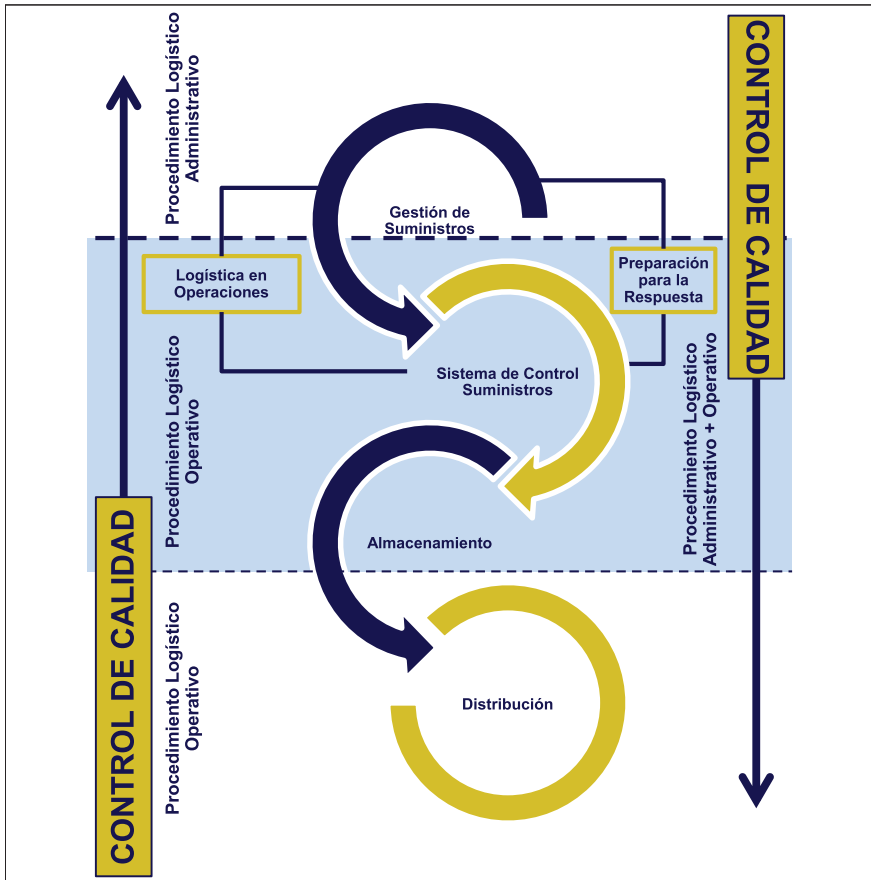 Procedimiento Logístico
Administrativo
CONTROL DE CALIDAD
Gestión de
Suministros
Logística en
Operaciones
Preparación
para la
Respuesta
Procedimiento Logístico
Operativo
Sistema de Control
Suministros
Procedimiento Logístico
Administrativo + Operativo
Almacenamiento
CONTROL DE CALIDAD
Procedimiento Logístico
Operativo
Distribución